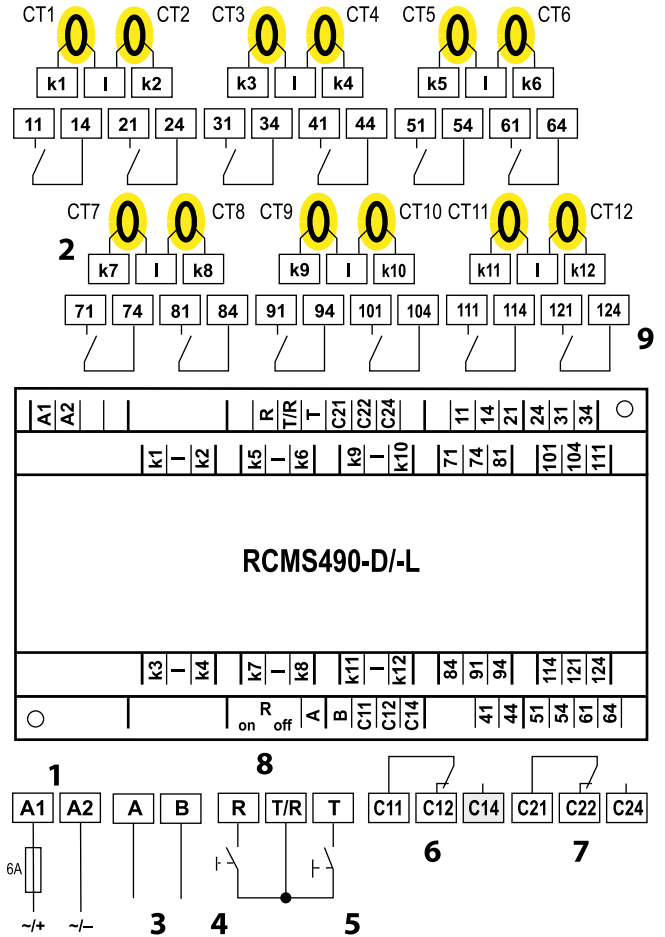 CT1 CT2 CT3 CT4 CT5 CT6
k1 I k2 k3 I k4 k5 I k6
11 14 21 24 31 34 41 44 51 54 61 64
CT7 CT8 CT9 CT10 CT11 CT12
2
k7 I k8 k9 I k10 k11 I k12
71 74 81 84 91 94 101 104 111 114 121 124
9
A1 A2 R T/R T C21 C22 C24 11 14 21 24 31 34
k1 I k2 k5 I k6 k9 I k10 71 74 81 101 104 111
RCMS490-D/-L
k3 I k4 k7 I k8 k11 I k12 84 91 94 114 121 124
on R off A B C11 C12 C14 41 44 51 54 61 64
1 8
A1 A2 A B R T/R T C11 C12 C14 C21 C22 C24
6 7
6A
~/+ ~/– 3 4 5